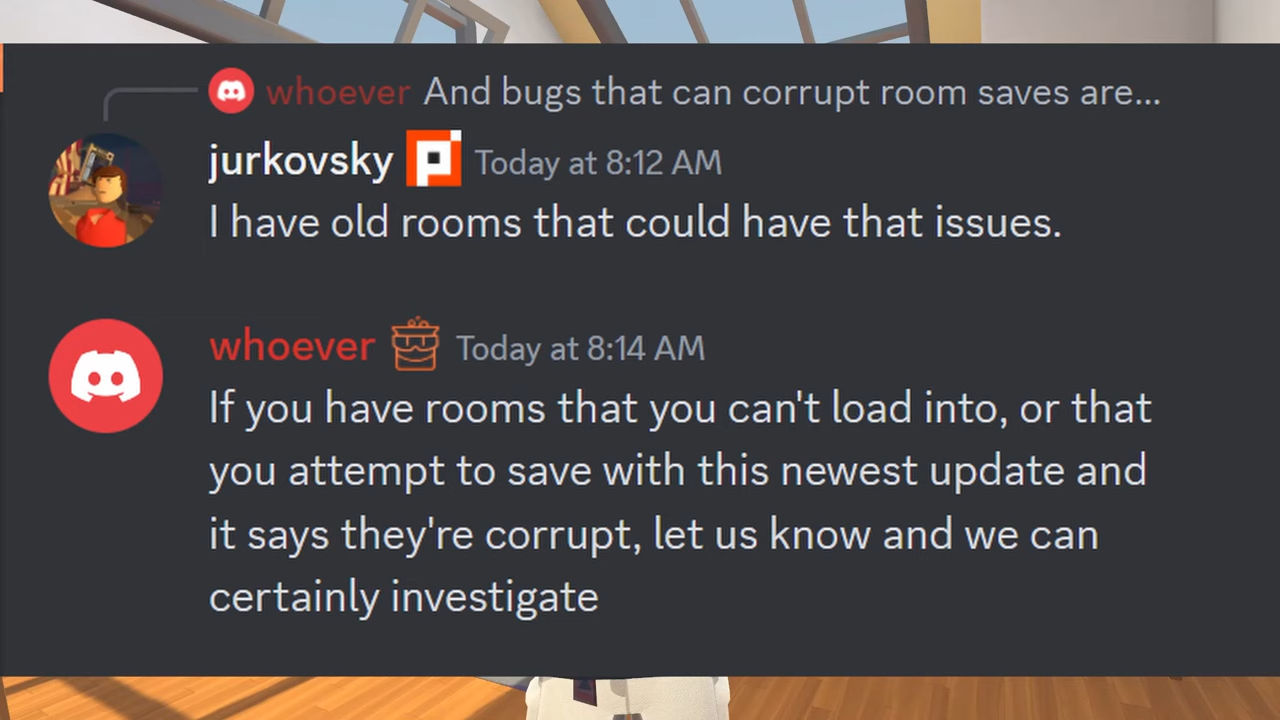 whoever And bugs that can corrupt room saves are...
jurkovsky Today at 8:12 AM
I have old rooms that could have that issues.
whoever Today at 8:14 AM
If you have rooms that you can't load into, or that
you attempt to save with this newest update and
it says they're corrupt, let us know and we can
certainly investigate